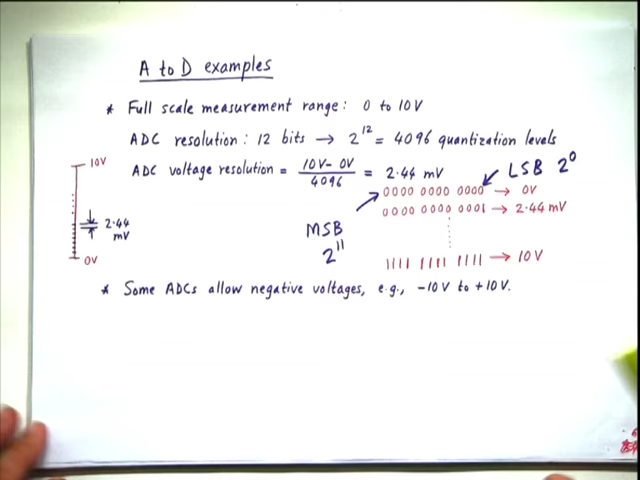 A to D examples
* Full scale measurement range: 0 to 10V
ADC resolution: 12 bits → 2^12 = 4096 quantization levels
ADC voltage resolution = (10V - 0V) / 4096 = 2.44 mV
LSB 2^0
0000 0000 0000 → 0V
0000 0000 0001 → 2.44 mV
MSB
2^11
1111 1111 1111 → 10V
10V
2.44
mV
0V
* Some ADCs allow negative voltages, e.g., -10V to +10V.